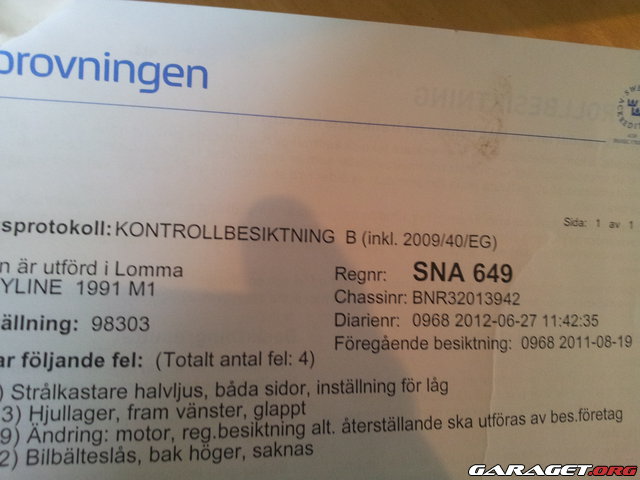 provningen
Sida: 1 av 1
sprotokoll: KONTROLLBESIKTNING B (inkl. 2009/40/EG)
n är utförd i Lomma
YLINE 1991 M1
ällning: 98303
Regnr: SNA 649
Chassinr: BNR32013942
Diarienr: 0968 2012-06-27 11:42:35
Föregående besiktning: 0968 2011-08-19
ar följande fel: (Totalt antal fel: 4)
) Strålkastare halvljus, båda sidor, inställning för låg
3) Hjullager, fram vänster, glappt
9) Ändring: motor, reg.besiktning alt. återställande ska utföras av bes.företag
2) Bilbälteslås, bak höger, saknas
GARAGET.ORG